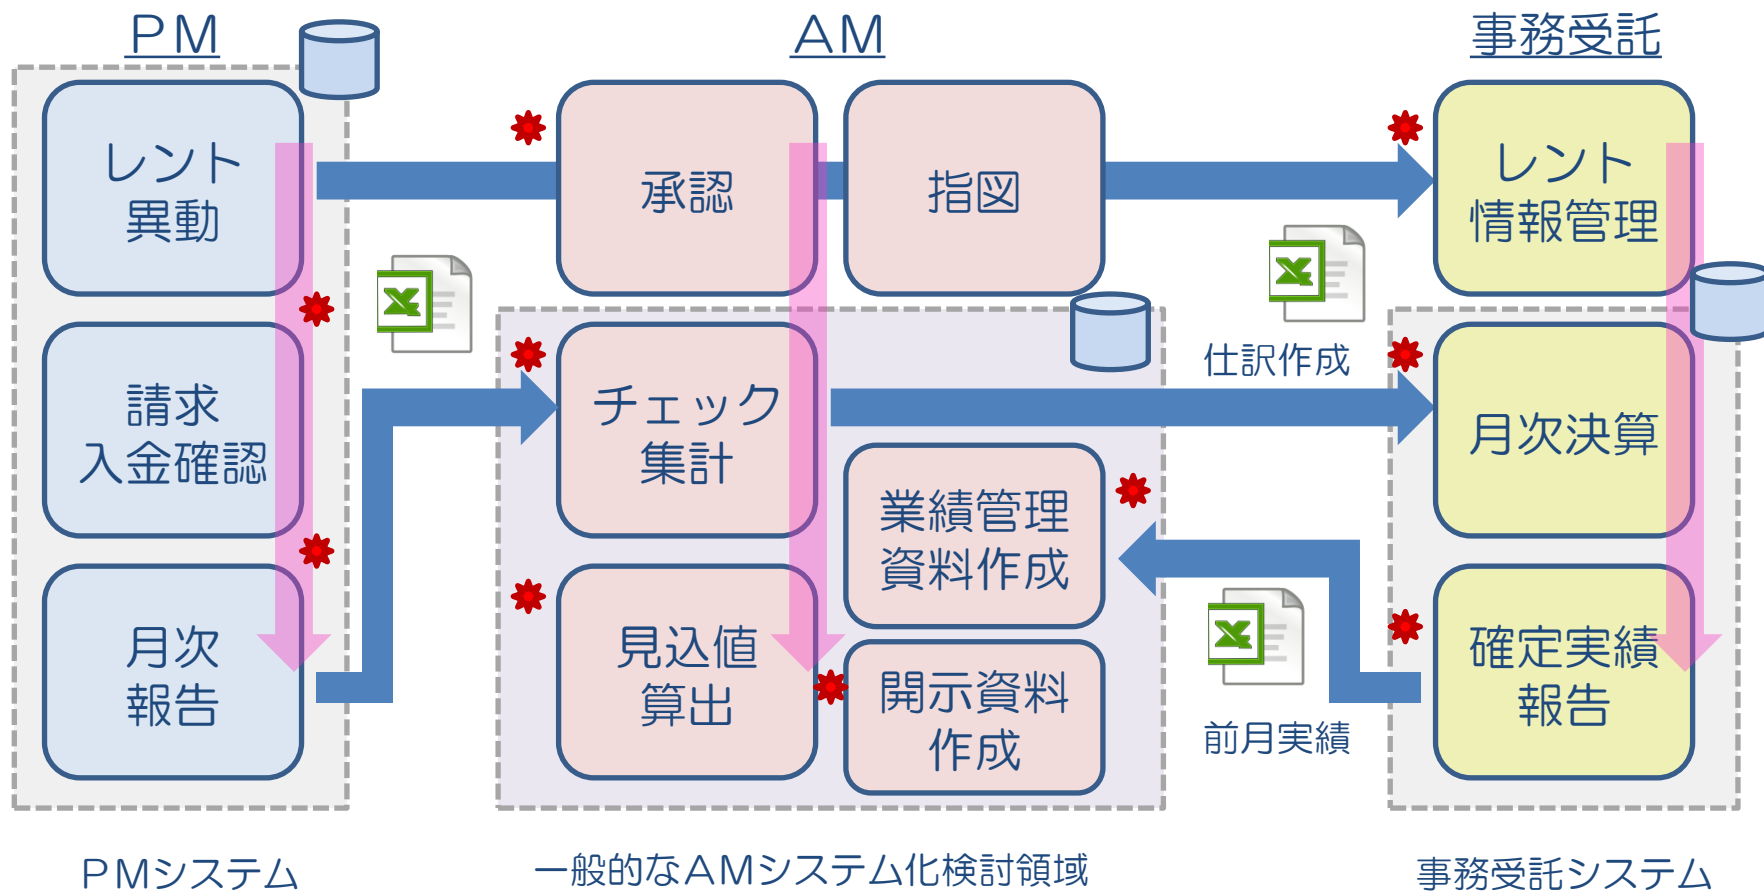 PM
AM
事務受託
レント
異動
承認
指図
レント
情報管理
請求
入金確認
チェック
集計
仕訳作成
月次決算
業績管理
資料作成
月次
報告
見込値
算出
開示資料
作成
前月実績
確定実績
報告
PMシステム
一般的なAMシステム化検討領域
事務受託システム